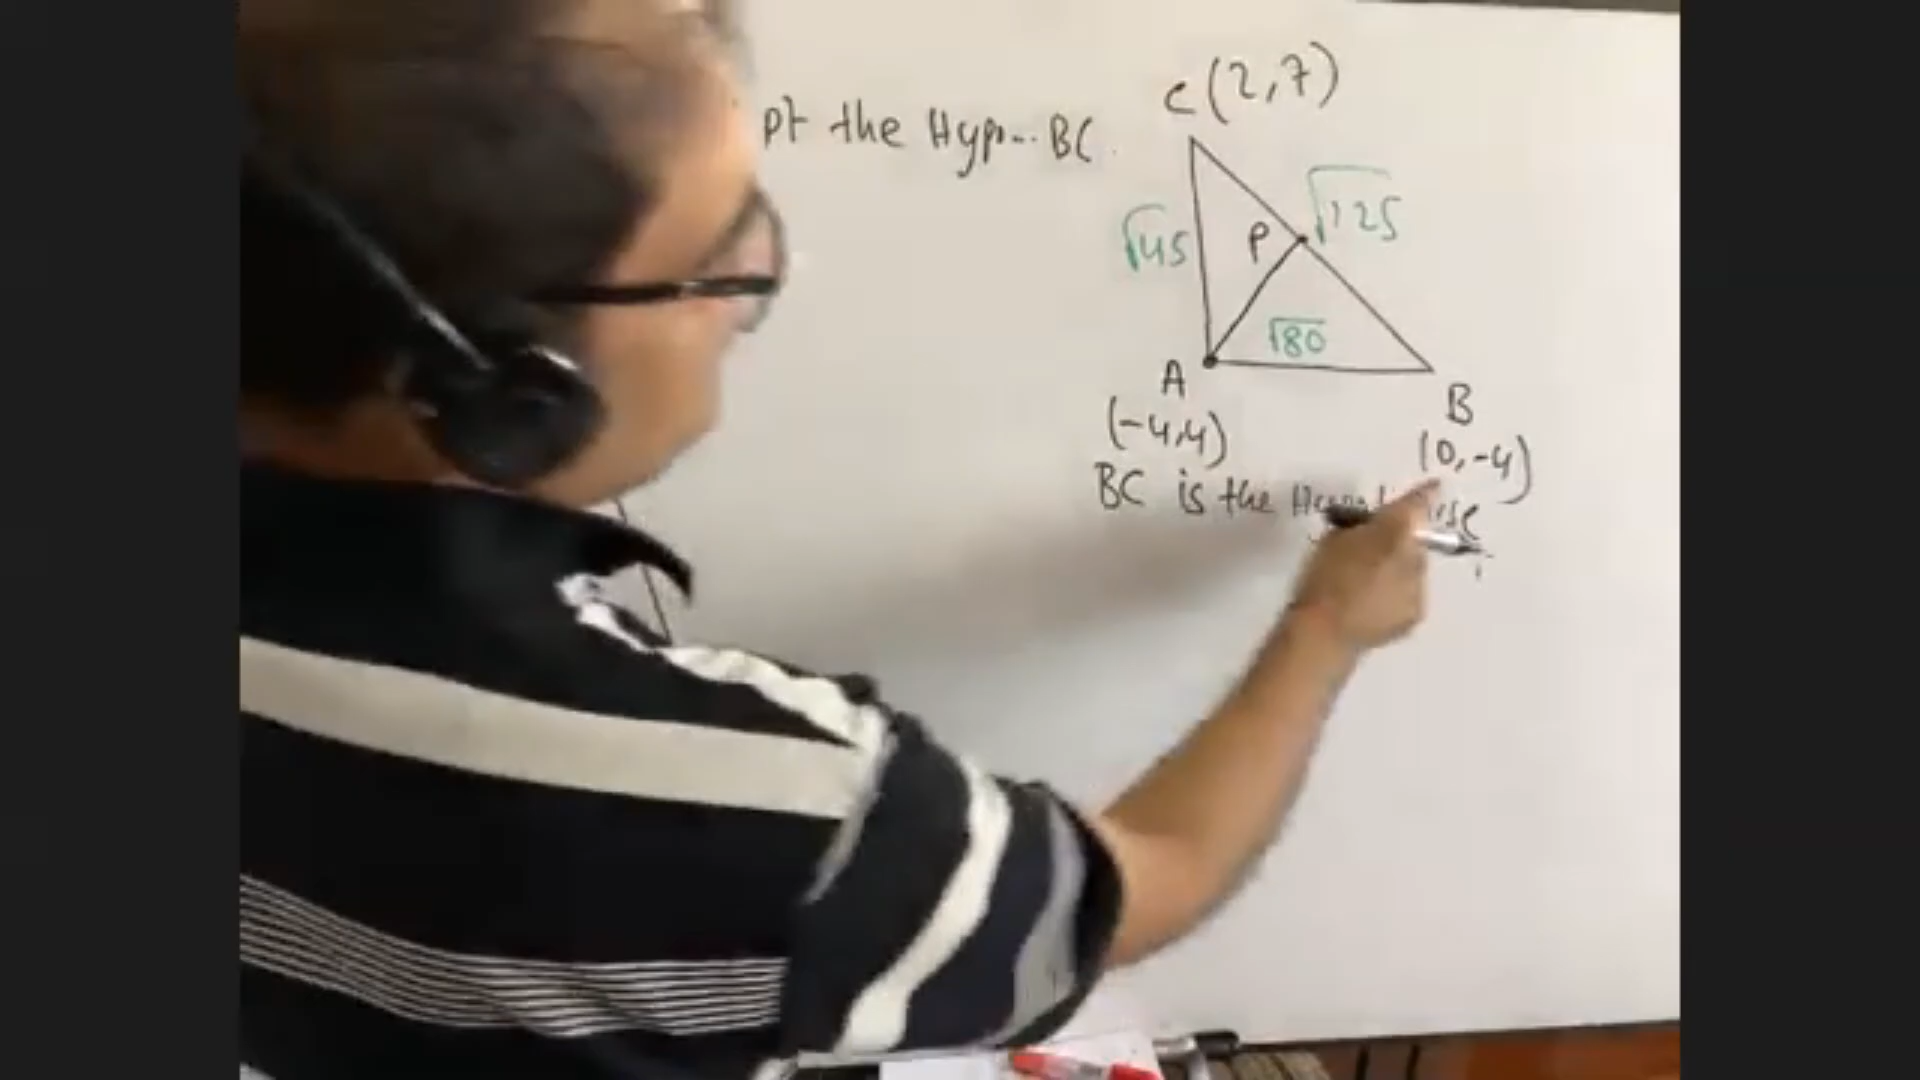 pt the Hyp... BC.
C (2,7)
√45
P
√125
√80
A
B
(-4,4)
(0,-4)
BC is the